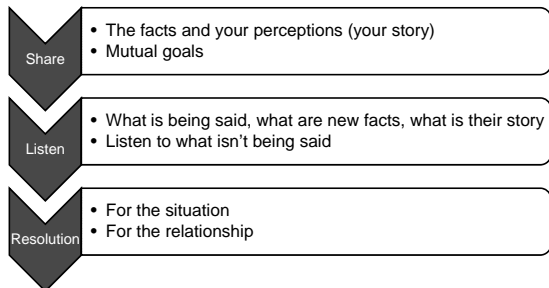 Share
• The facts and your perceptions (your story)
• Mutual goals
Listen
• What is being said, what are new facts, what is their story
• Listen to what isn't being said
Resolution
• For the situation
• For the relationship